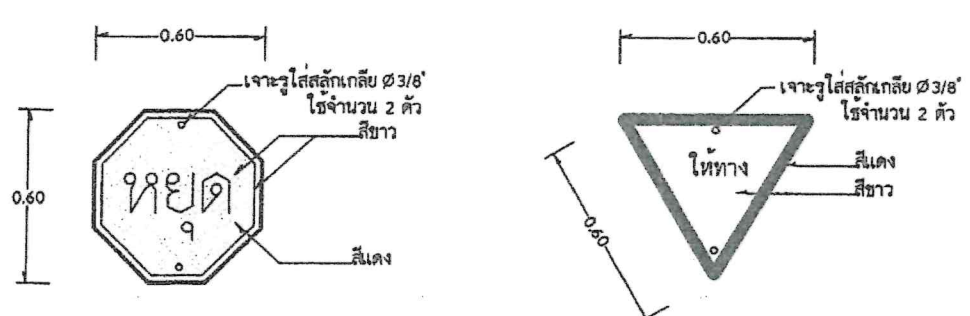 0.60
เจาะรูใส่สลักเกลียว Ø 3/8"
ใช้จำนวน 2 ตัว
สีขาว
0.60
หยุด
สีแดง
0.60
เจาะรูใส่สลักเกลียว Ø 3/8"
ใช้จำนวน 2 ตัว
ให้ทาง
สีแดง
สีขาว
0.60